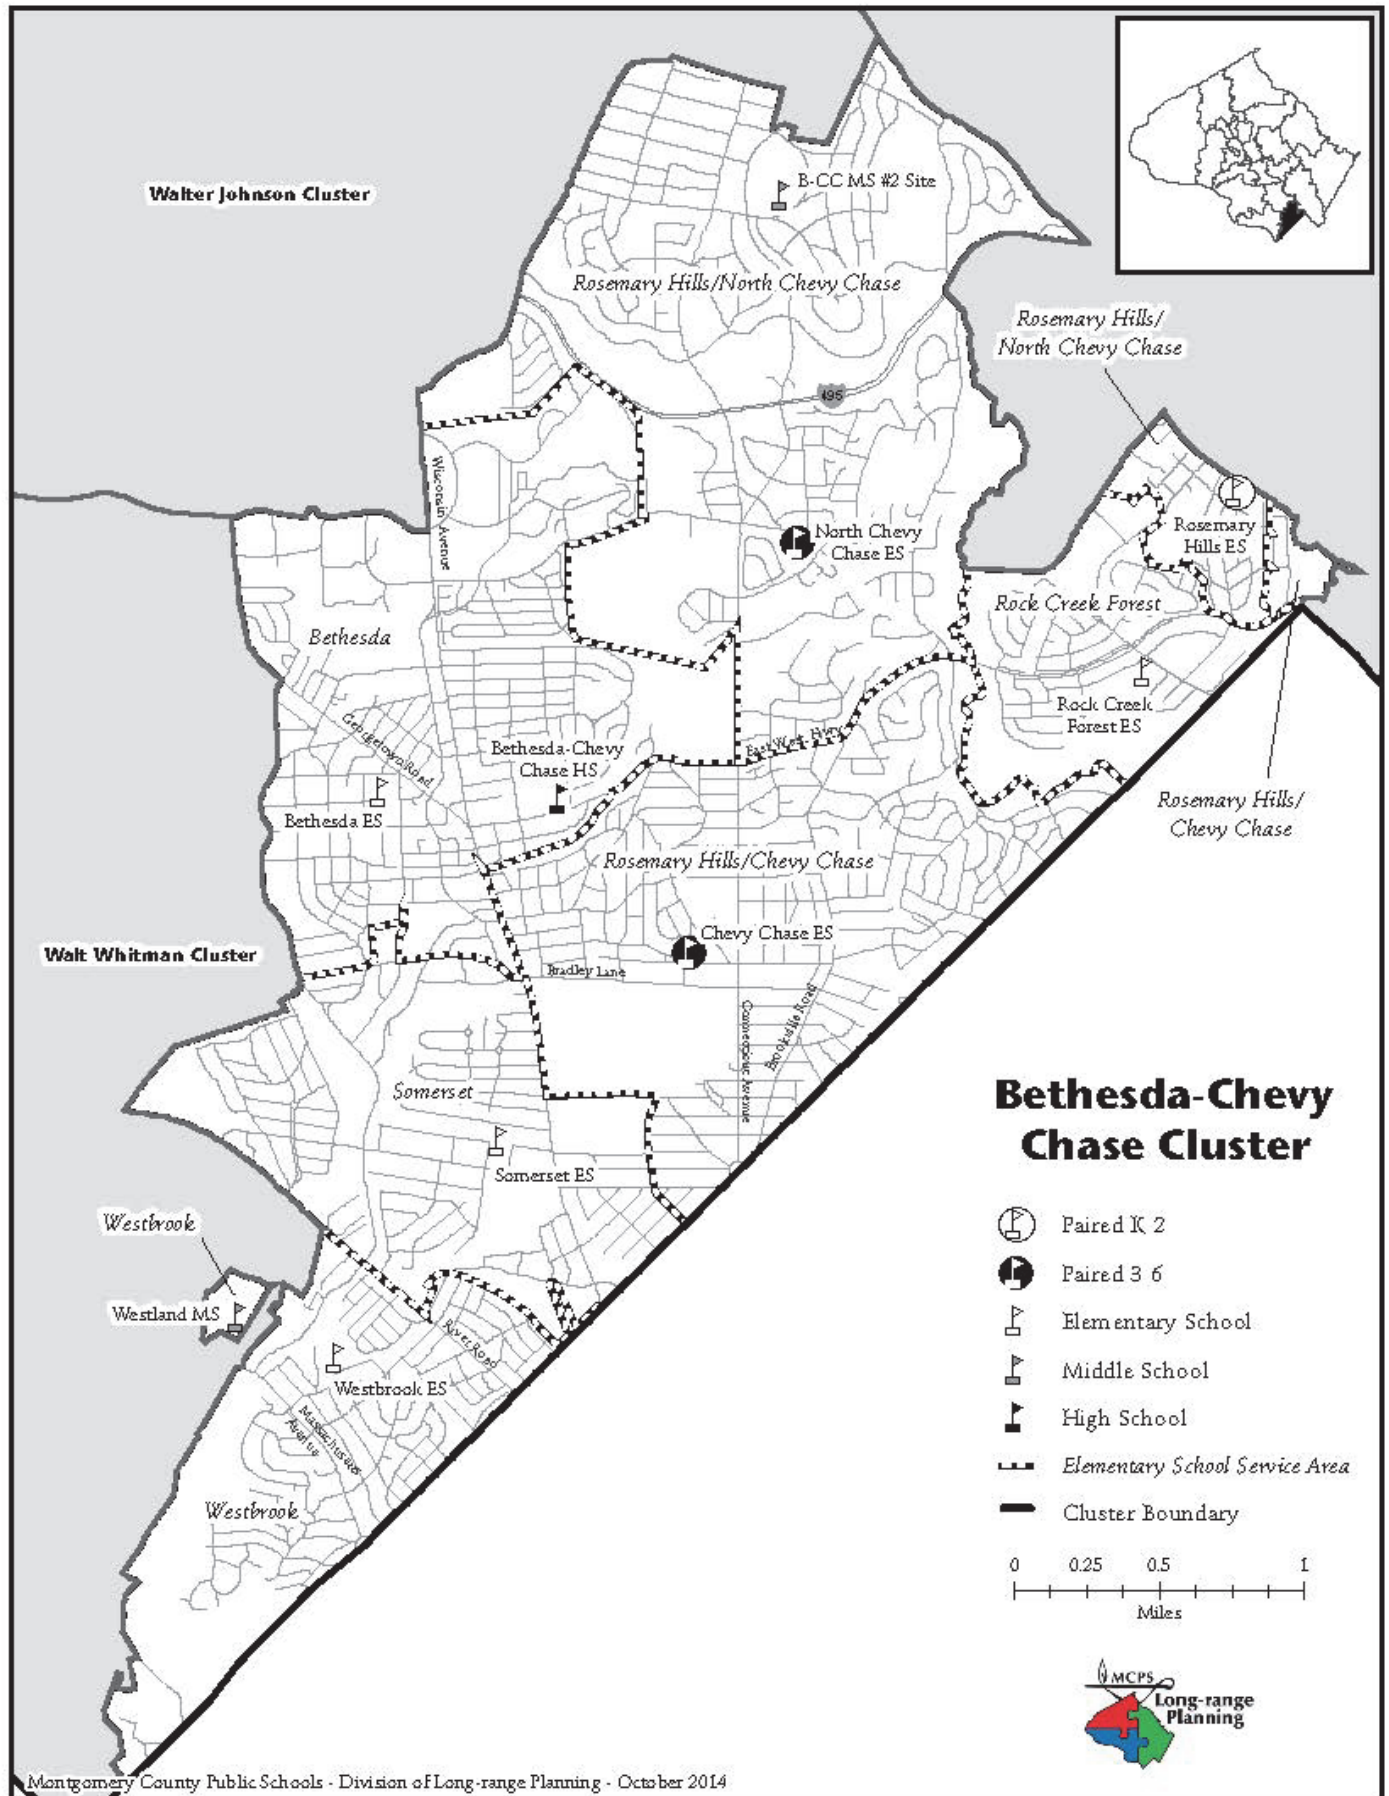 Walter Johnson Cluster
B-CC MS #2 Site
Rosemary Hills/North Chevy Chase
Rosemary Hills/
North Chevy Chase
495
Wisconsin Avenue
North Chevy
Chase ES
Rosemary
Hills ES
Rock Creek Forest
Bethesda
Rock Creek
Forest ES
Georgetown Road
Bethesda-Chevy
Chase HS
East West Hwy
Bethesda ES
Rosemary Hills/
Chevy Chase
Rosemary Hills/Chevy Chase
Chevy Chase ES
Walt Whitman Cluster
Bradley Lane
Connecticut Avenue
Brookville Road
Somerset
Somerset ES
Bethesda-Chevy
Chase Cluster
Westbrook
Westland MS
River Road
Westbrook ES
Massachusetts
Avenue
Westbrook
Paired K 2
Paired 3 6
Elementary School
Middle School
High School
Elementary School Service Area
Cluster Boundary
0 0.25 0.5 1
Miles
MCPS
Long-range
Planning
Montgomery County Public Schools - Division of Long-range Planning - October 2014